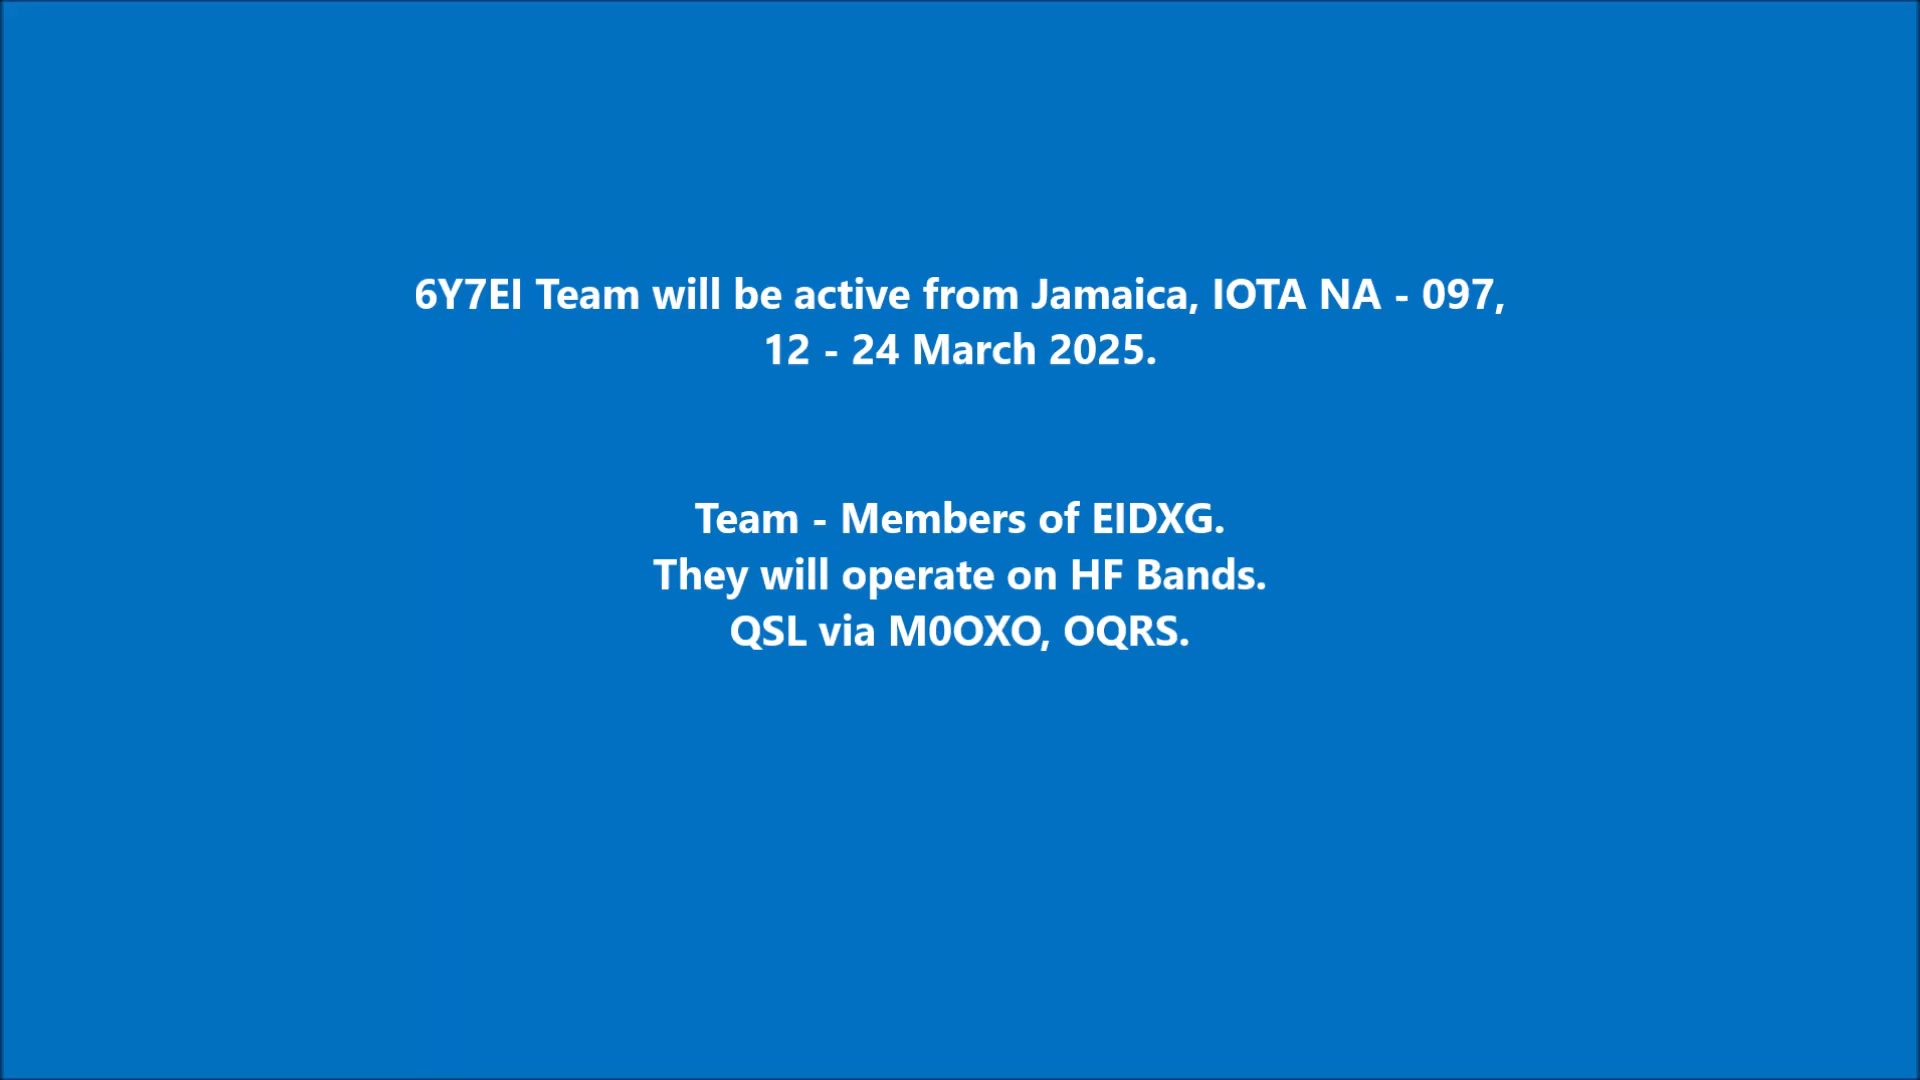 6Y7EI Team will be active from Jamaica, IOTA NA - 097,
12 - 24 March 2025.
Team - Members of EIDXG.
They will operate on HF Bands.
QSL via M0OXO, OQRS.